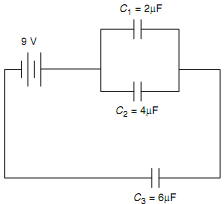 C₁ = 2μF
9 V
C₂ = 4μF
C₃ = 6μF